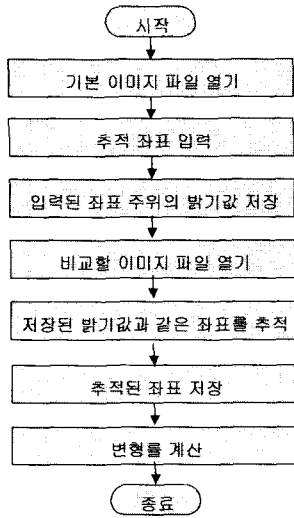 시작
기본 이미지 파일 열기
추적 좌표 입력
입력된 좌표 주위의 밝기값 저장
비교할 이미지 파일 열기
저장된 밝기값과 같은 좌표를 추적
추적된 좌표 저장
변형률 계산
종료